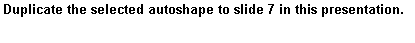 Duplicate the selected autoshape to slide 7 in this presentation.